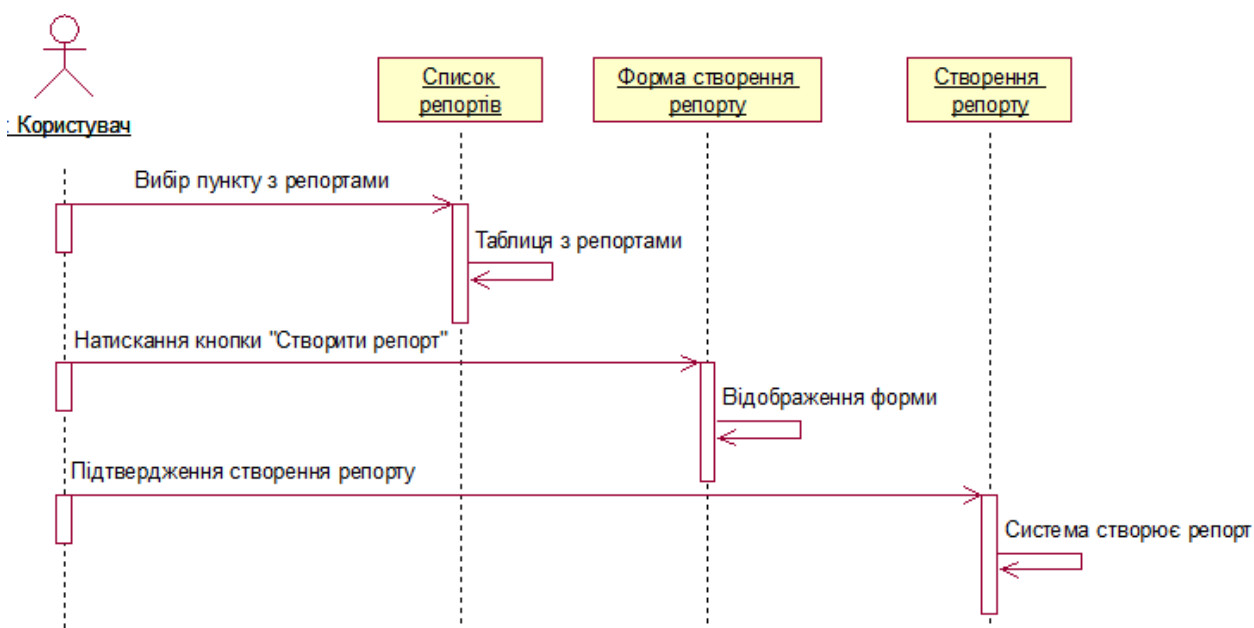 Список
репортів
Форма створення
репорту
Створення
репорту
: Користувач
Вибір пункту з репортами
Таблиця з репортами
Натискання кнопки "Створити репорт"
Відображення форми
Підтвердження створення репорту
Система створює репорт